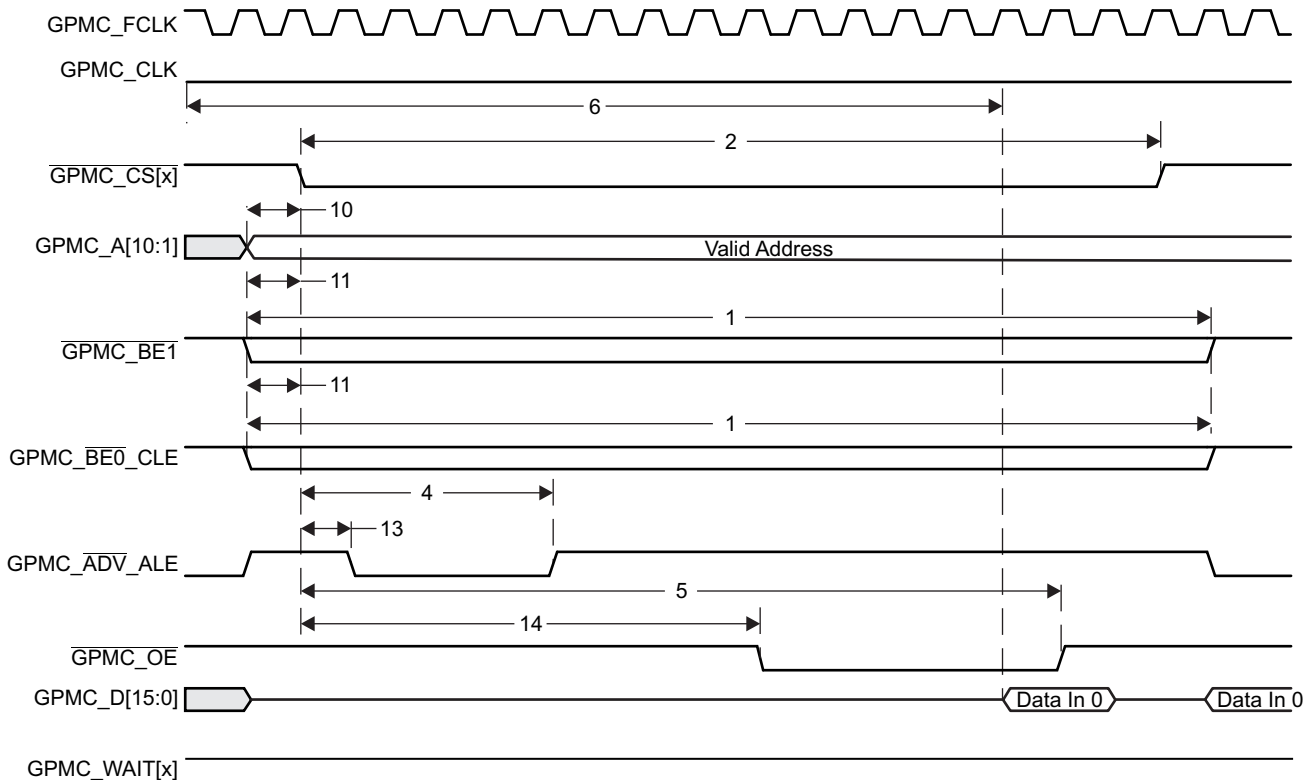 GPMC_FCLK
GPMC_CLK
6
2
GPMC_CS[x]
10
GPMC_A[10:1]
Valid Address
11
1
GPMC_BE1
11
1
GPMC_BE0_CLE
4
13
GPMC_ADV_ALE
5
14
GPMC_OE
GPMC_D[15:0]
Data In 0
Data In 0
GPMC_WAIT[x]